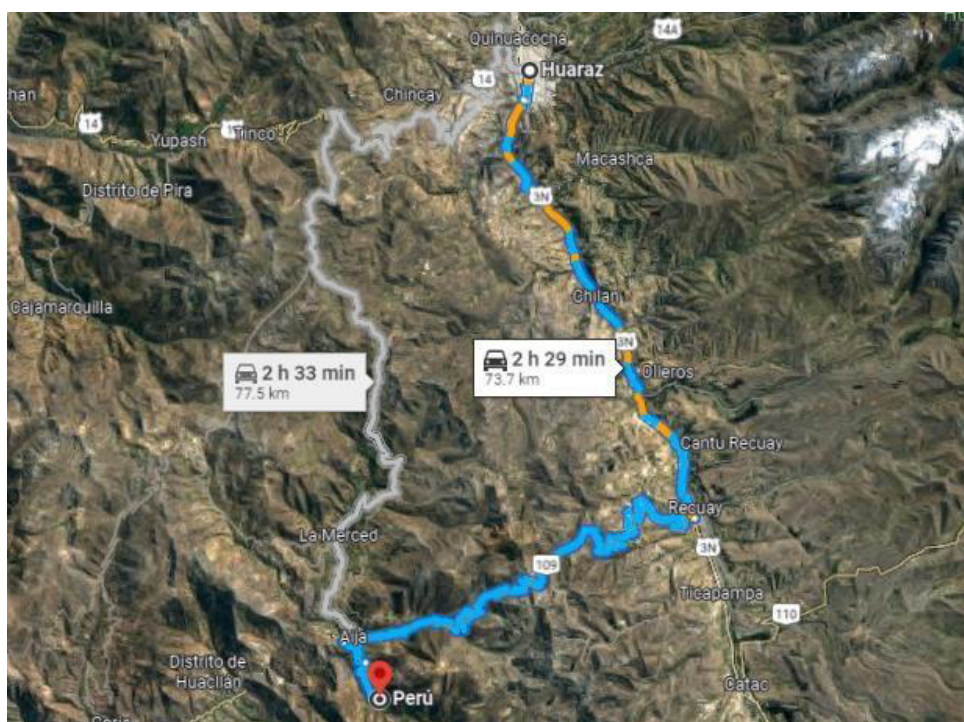 Quinuacocha
14A
Huaraz
14
Chincay
14
Tinco
Yupash
Macashca
Distrito de Pira
3N
Cajamarquilla
Chilan
3N
2 h 33 min
77.5 km
2 h 29 min
73.7 km
Olleros
Cantu Recuay
Recuay
La Merced
3N
109
Ticapampa
110
Aija
Distrito de
Huacllán
Perú
Catac